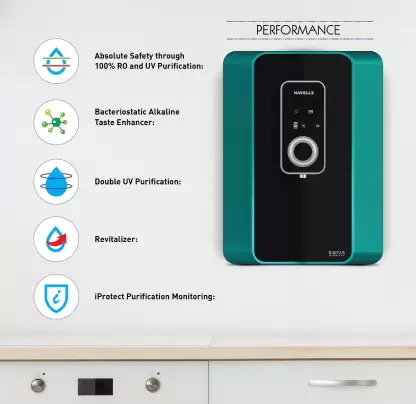 PERFORMANCE
Absolute Safety through
100% RO and UV Purification:
HAVELLS
Bacteriostatic Alkaline
Taste Enhancer:
Double UV Purification:
Revitalizer:
iProtect Purification Monitoring: